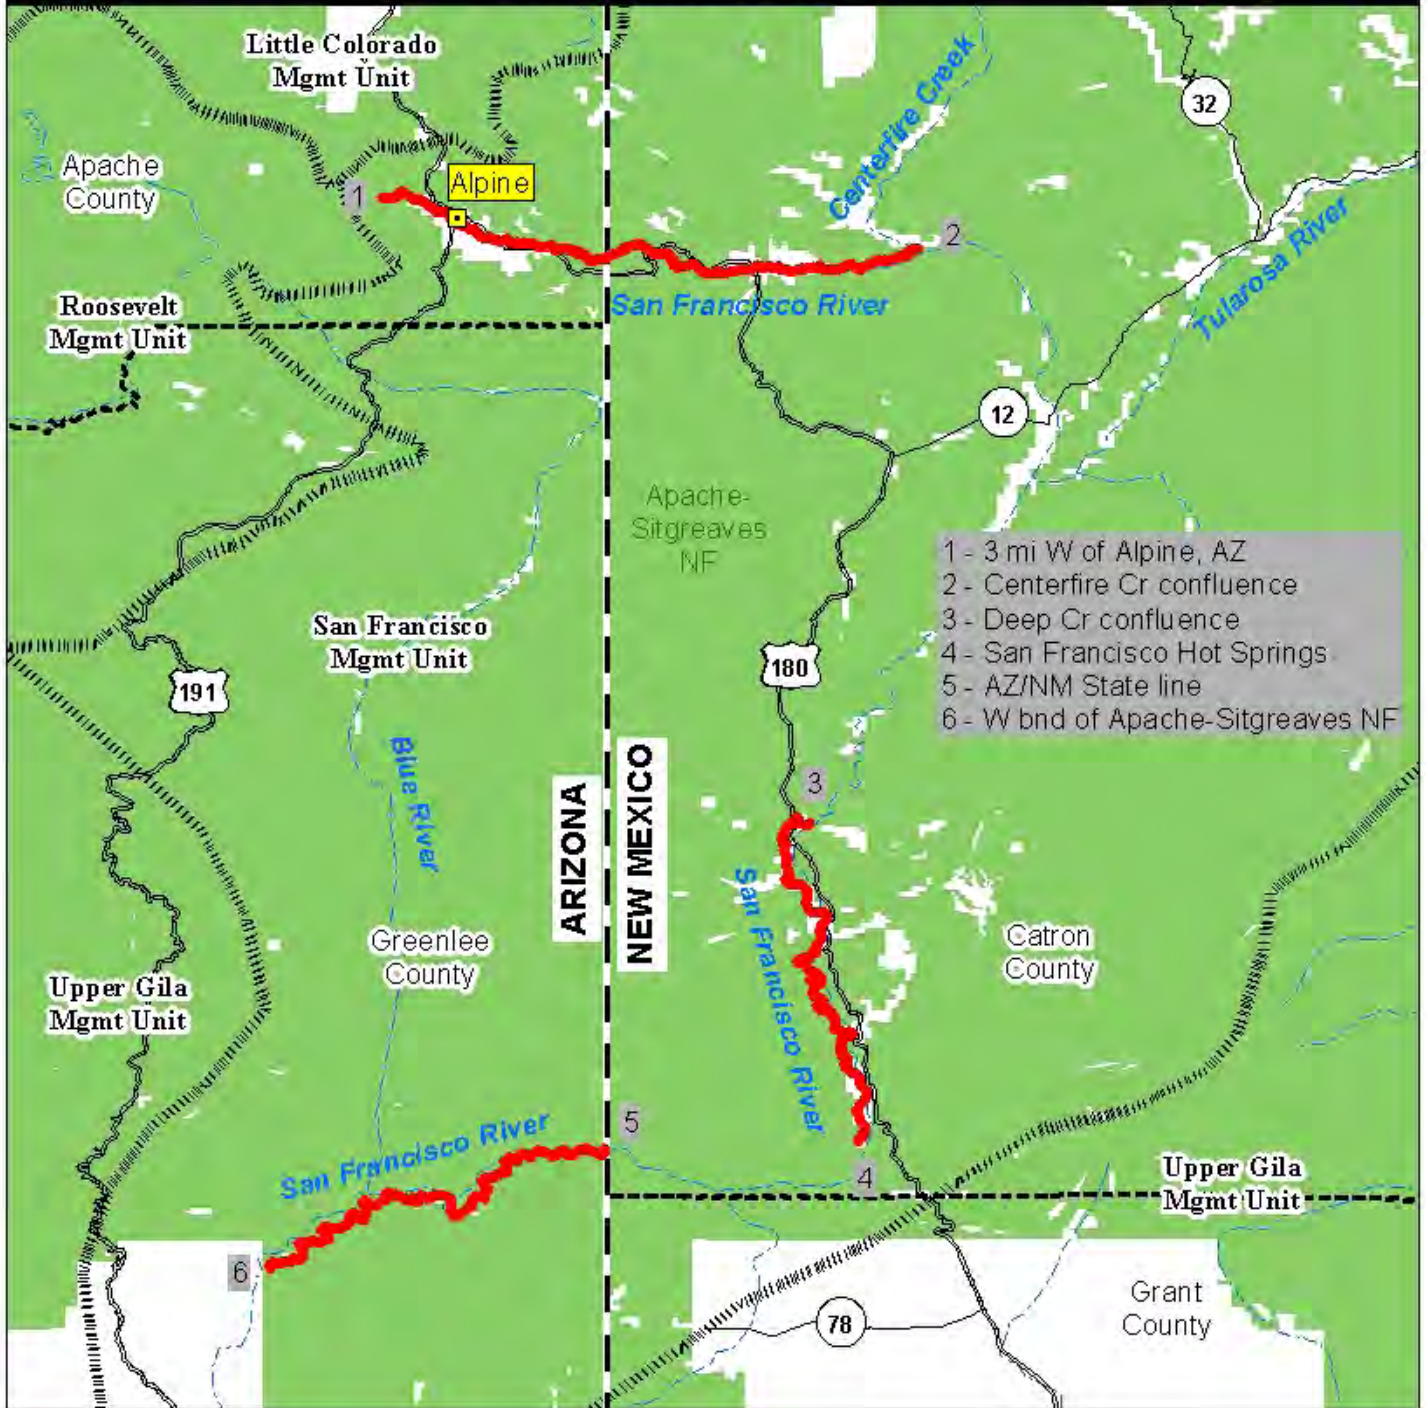 Little Colorado
Mgmt Unit
32
Centerfire Creek
Apache
County
Alpine
1
2
Tularosa River
Roosevelt
Mgmt Unit
San Francisco River
12
Apache-
Sitgreaves
NF
1 - 3 mi W of Alpine, AZ
2 - Centerfire Cr confluence
3 - Deep Cr confluence
4 - San Francisco Hot Springs
5 - AZ/NM State line
6 - W bnd of Apache-Sitgreaves NF
San Francisco
Mgmt Unit
180
191
Blue River
ARIZONA
NEW MEXICO
3
San Francisco River
Greenlee
County
Catron
County
Upper Gila
Mgmt Unit
5
San Francisco River
4
Upper Gila
Mgmt Unit
6
Grant
County
78